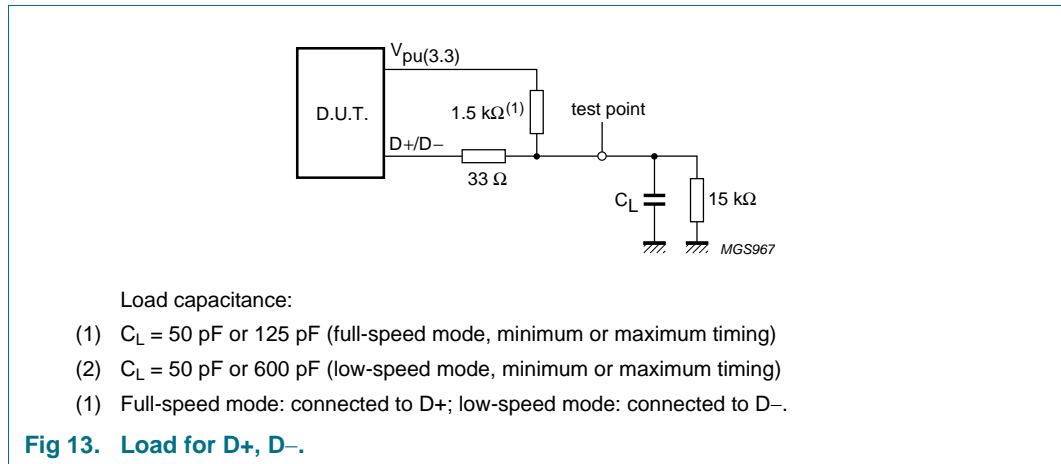 Vpu(3.3)
D.U.T.
1.5 kΩ(1)
test point
D+/D−
33 Ω
CL
15 kΩ
MGS967
Load capacitance:
(1) CL = 50 pF or 125 pF (full-speed mode, minimum or maximum timing)
(2) CL = 50 pF or 600 pF (low-speed mode, minimum or maximum timing)
(1) Full-speed mode: connected to D+; low-speed mode: connected to D−.
Fig 13. Load for D+, D−.